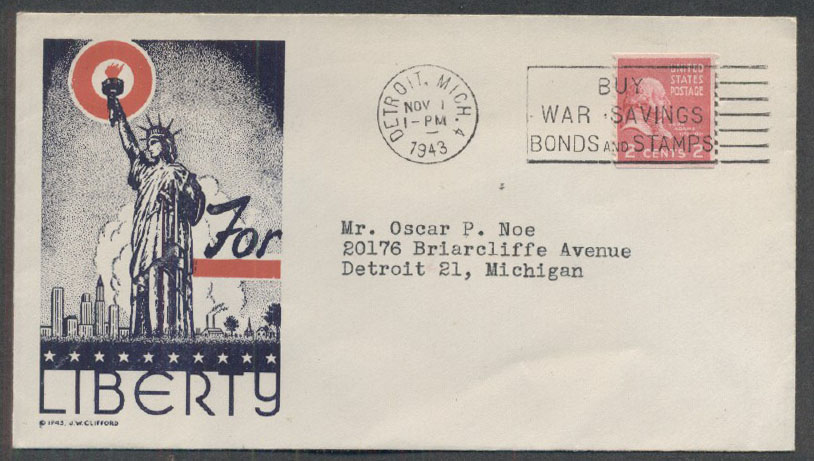 For
LIBERTY
© 1943, J.W. CLIFFORD
DETROIT, MICH. 4
NOV 1
1-PM
1943
BUY
WAR SAVINGS
BONDS AND STAMPS
UNITED
STATES
POSTAGE
2 CENTS 2
Mr. Oscar P. Noe
20176 Briarcliffe Avenue
Detroit 21, Michigan